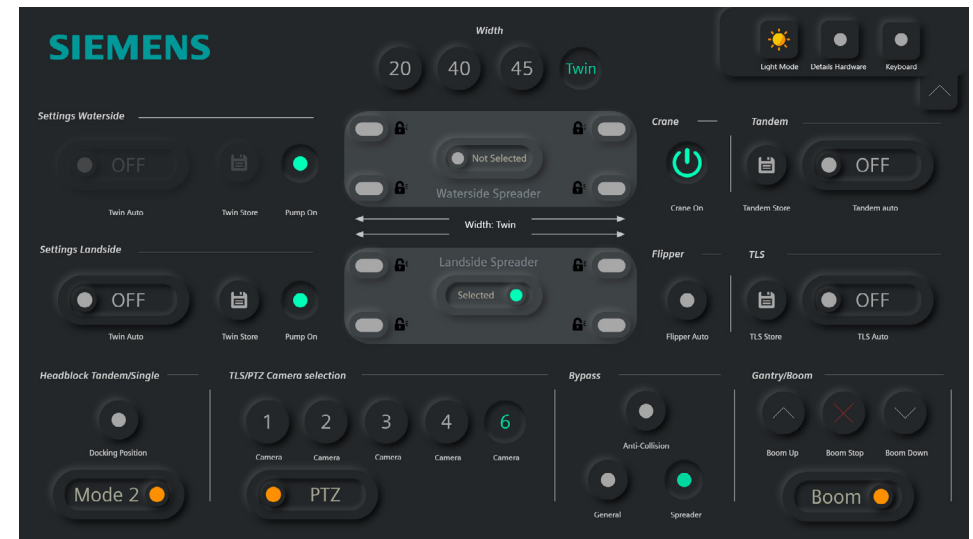 SIEMENS
Width
20 40 45 Twin
Light Mode Details Hardware Keyboard
Settings Waterside
OFF
Twin Auto Twin Store Pump On
Not Selected
Waterside Spreader
Width: Twin
Landside Spreader
Selected
Crane
Crane On
Tandem
OFF
Tandem Store Tandem auto
Settings Landside
OFF
Twin Auto Twin Store Pump On
Flipper
Flipper Auto
TLS
OFF
TLS Store TLS Auto
Headblock Tandem/Single
Docking Position
Mode 2
TLS/PTZ Camera selection
1 2 3 4 6
Camera Camera Camera Camera Camera
PTZ
Bypass
Anti-Collision
General Spreader
Gantry/Boom
Boom Up Boom Stop Boom Down
Boom